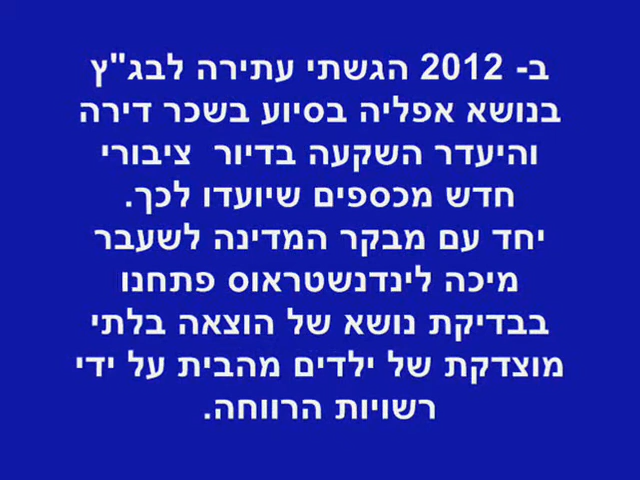 ב- 2012 הגשתי עתירה לבג"ץ
בנושא אפליה בסיוע בשכר דירה
והיעדר השקעה בדיור  ציבורי
חדש מכספים שיועדו לכך.
יחד עם מבקר המדינה לשעבר
מיכה לינדנשטראוס פתחנו
בבדיקת נושא של הוצאה בלתי
מוצדקת של ילדים מהבית על ידי
רשויות הרווחה.